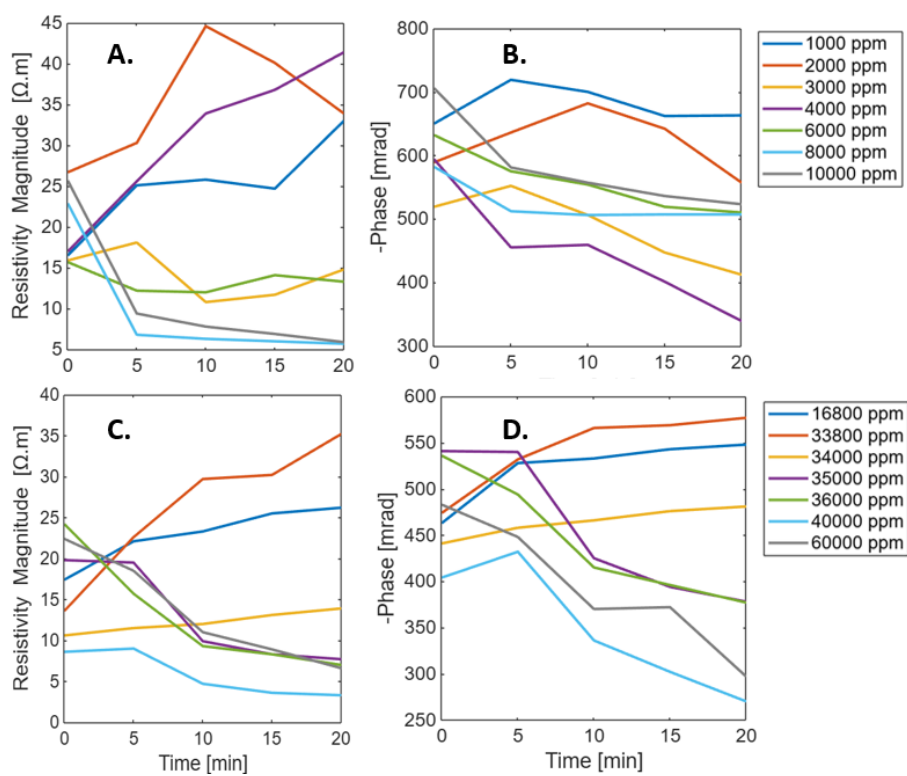 A.
Resistivity Magnitude [Ω.m]
45
40
35
30
25
20
15
10
5
0 5 10 15 20
B.
-Phase [mrad]
800
700
600
500
400
300
0 5 10 15 20
1000 ppm
2000 ppm
3000 ppm
4000 ppm
6000 ppm
8000 ppm
10000 ppm
C.
Resistivity Magnitude [Ω.m]
40
35
30
25
20
15
10
5
0
0 5 10 15 20
Time [min]
D.
-Phase [mrad]
600
550
500
450
400
350
300
250
0 5 10 15 20
Time [min]
16800 ppm
33800 ppm
34000 ppm
35000 ppm
36000 ppm
40000 ppm
60000 ppm